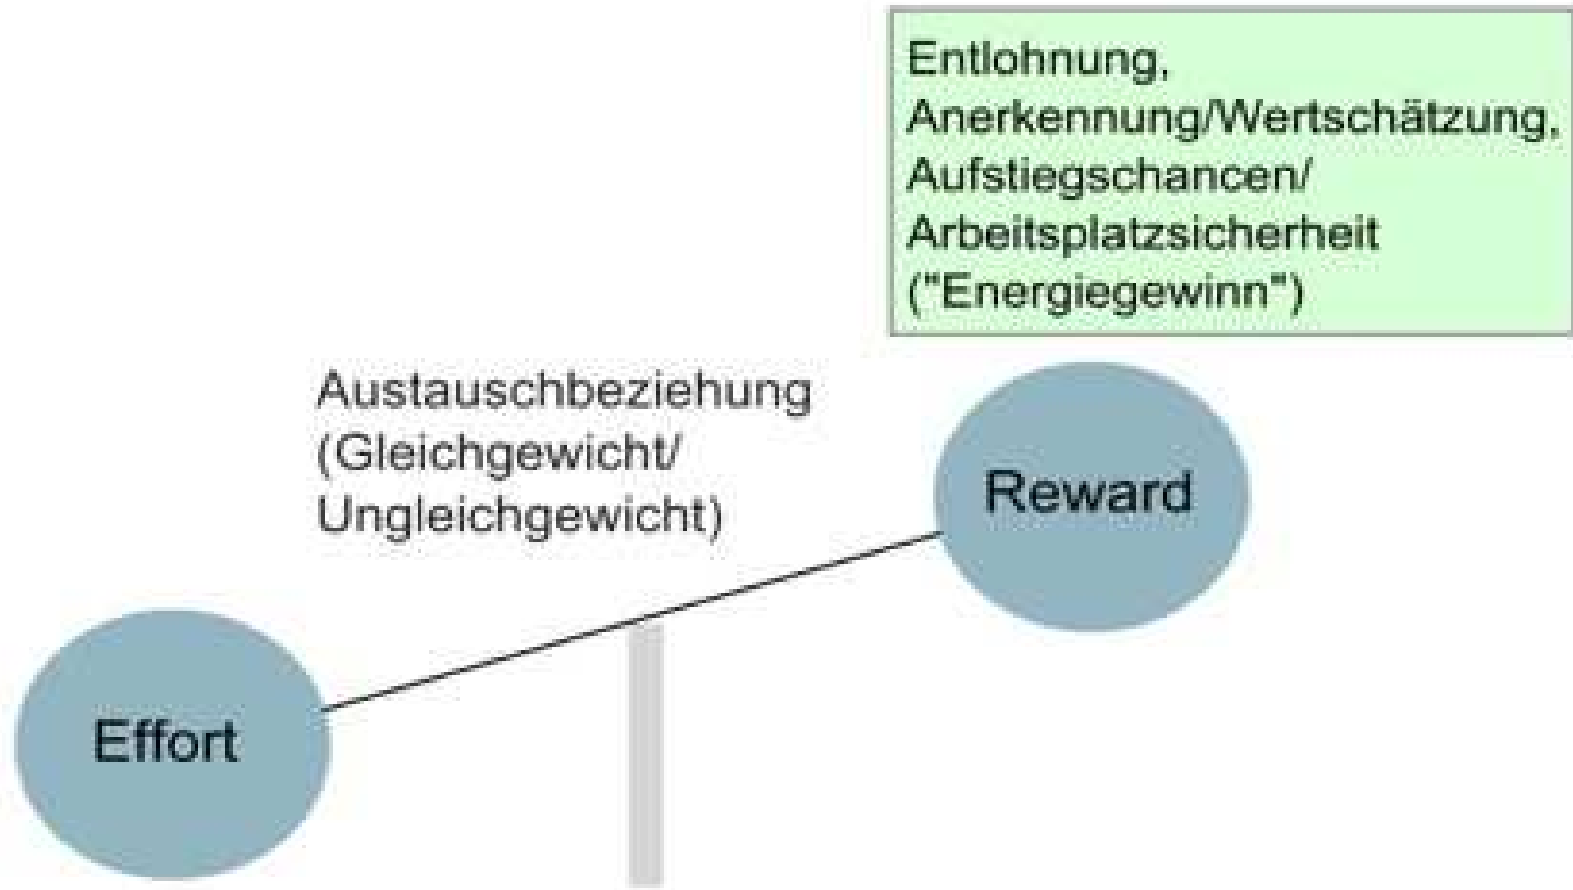 Entlohnung,
Anerkennung/Wertschätzung,
Aufstiegschancen/
Arbeitsplatzsicherheit
("Energiegewinn")
Austauschbeziehung
(Gleichgewicht/
Ungleichgewicht)
Reward
Effort